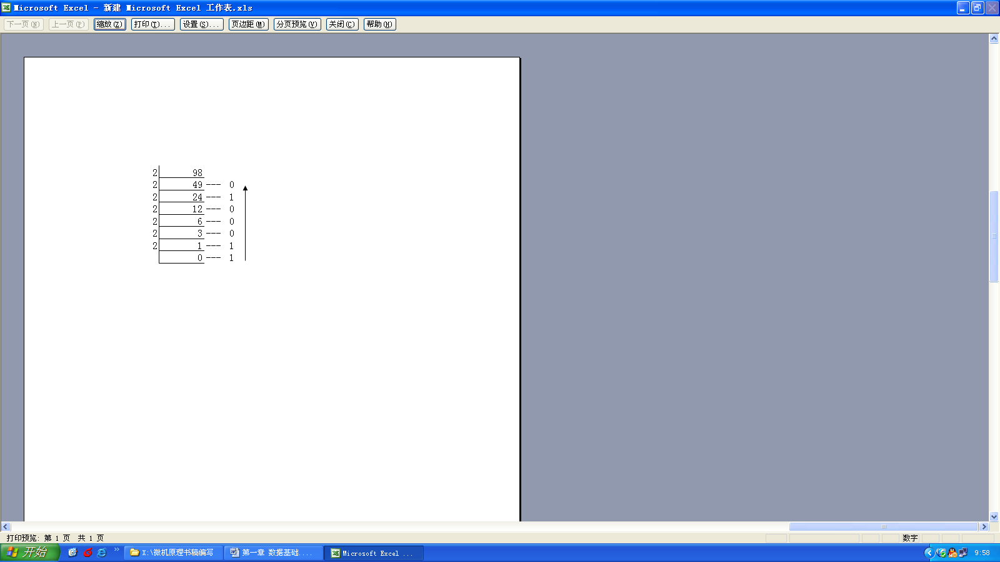 Microsoft Excel - 新建 Microsoft Excel 工作表.xls
下一页(N) 上一页(P) 缩放(Z) 打印(T)... 设置(S)... 页边距(M) 分页预览(V) 关闭(C) 帮助(H)
2 98
2 49 --- 0
2 24 --- 1
2 12 --- 0
2 6 --- 0
2 3 --- 0
2 1 --- 1
0 --- 1
打印预览: 第 1 页 共 1 页 数字
开始 X:\微机原理书稿编写 第一章 数据基础.... Microsoft Excel ... 9:58